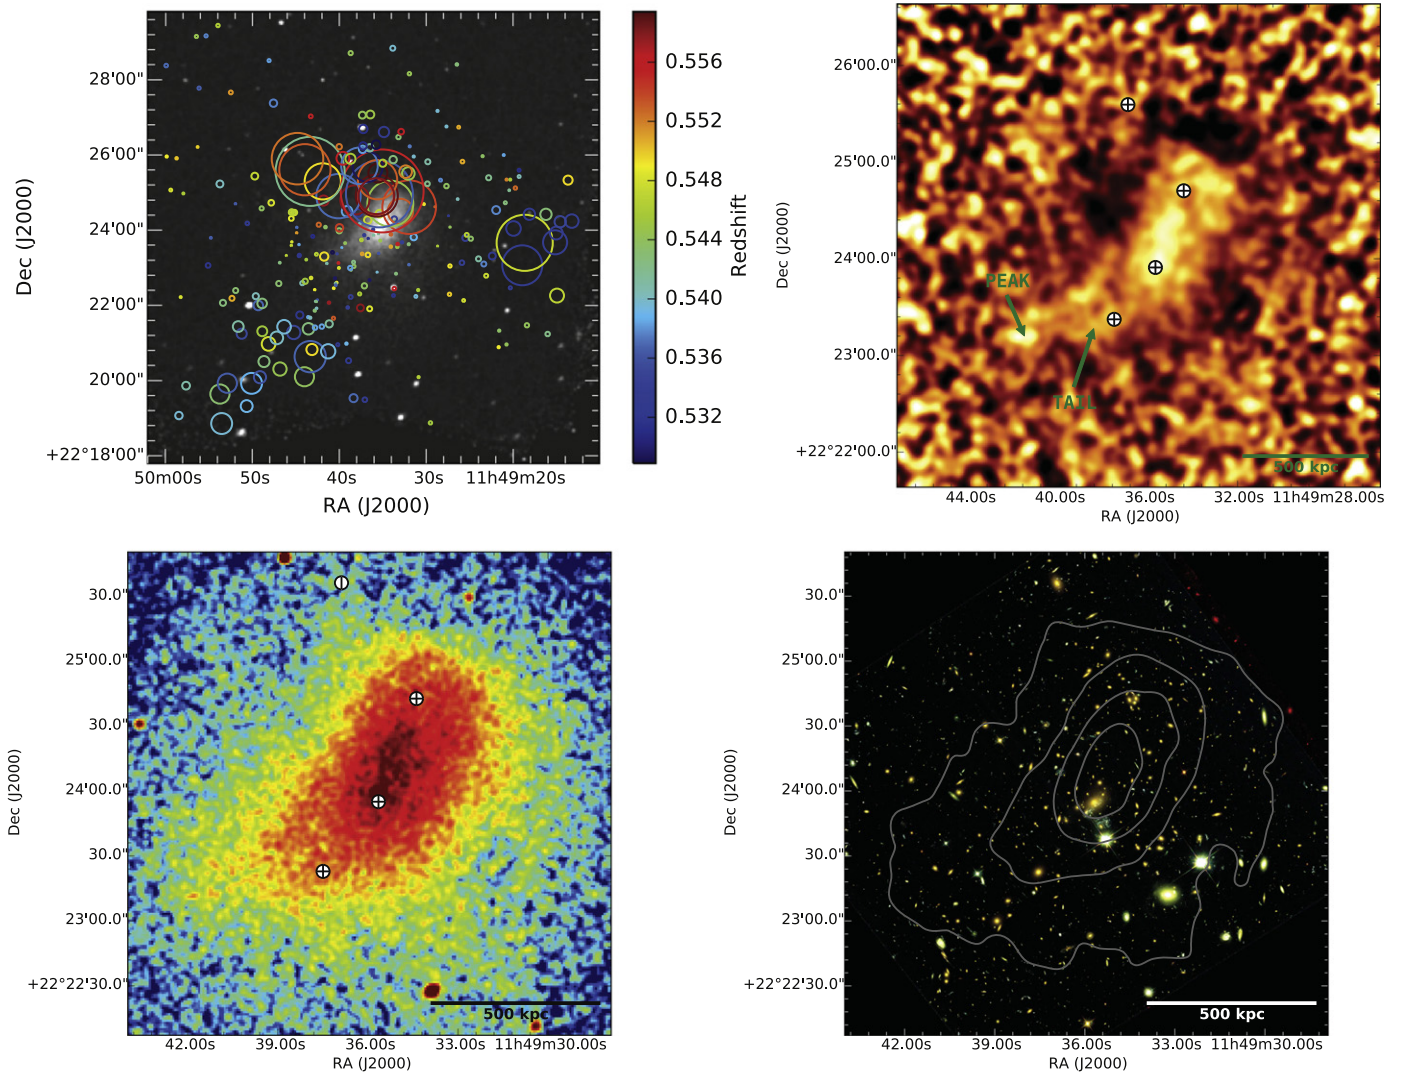 28'00"
26'00"
24'00"
22'00"
20'00"
+22°18'00"
Dec (J2000)
50m00s
50s
40s
30s
11h49m20s
RA (J2000)
0.556
0.552
0.548
0.544
0.540
0.536
0.532
Redshift
26'00.0"
25'00.0"
24'00.0"
23'00.0"
+22°22'00.0"
Dec (J2000)
PEAK
TAIL
500 kpc
44.00s
40.00s
36.00s
32.00s
11h49m28.00s
RA (J2000)
30.0"
25'00.0"
30.0"
24'00.0"
30.0"
23'00.0"
+22°22'30.0"
Dec (J2000)
500 kpc
42.00s
39.00s
36.00s
33.00s
11h49m30.00s
RA (J2000)
30.0"
25'00.0"
30.0"
24'00.0"
30.0"
23'00.0"
+22°22'30.0"
Dec (J2000)
500 kpc
42.00s
39.00s
36.00s
33.00s
11h49m30.00s
RA (J2000)